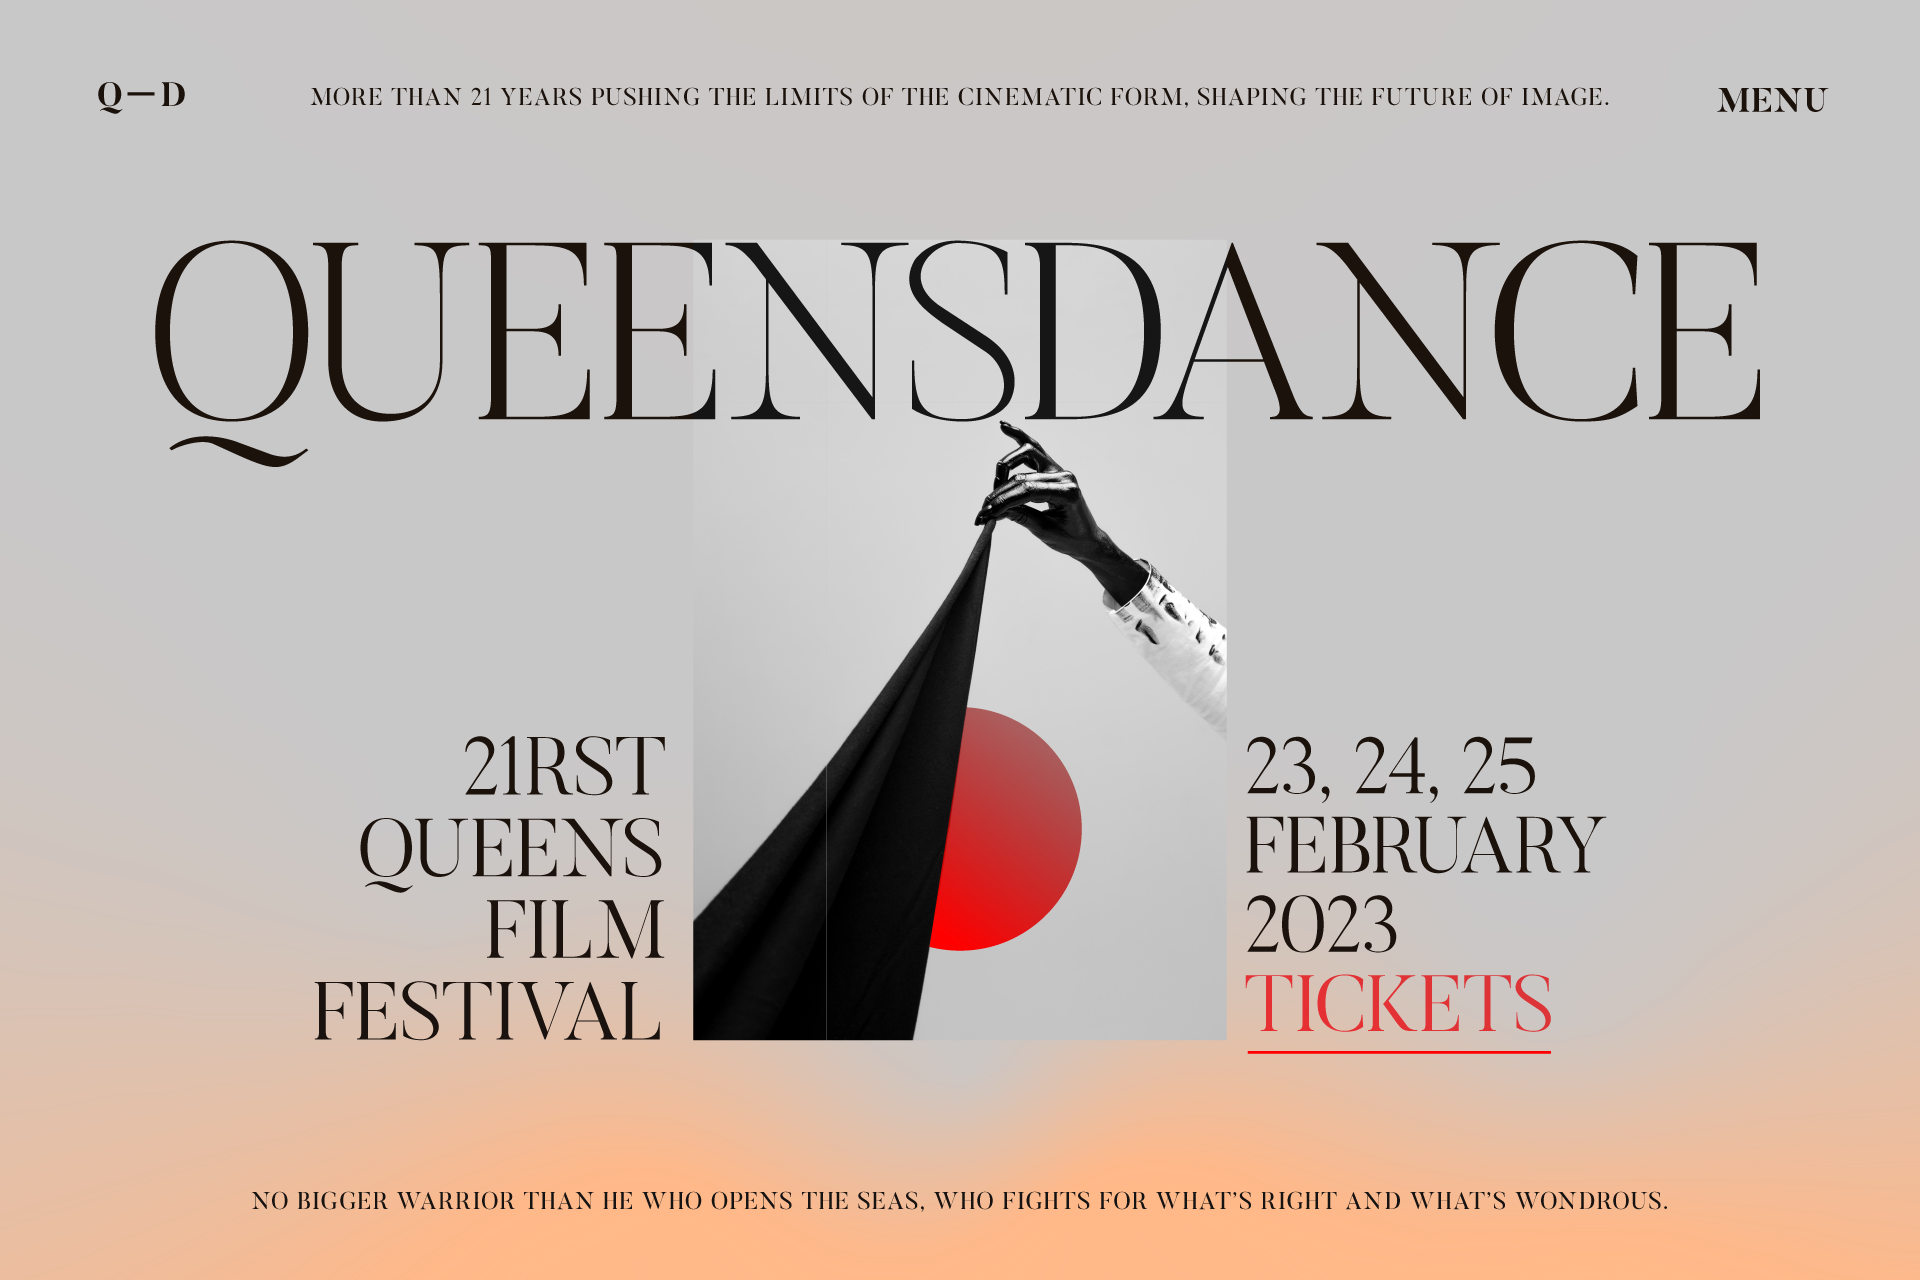 Q—D
MORE THAN 21 YEARS PUSHING THE LIMITS OF THE CINEMATIC FORM, SHAPING THE FUTURE OF IMAGE.
MENU
QUEENSDANCE
21RST
QUEENS
FILM
FESTIVAL
23, 24, 25
FEBRUARY
2023
TICKETS
NO BIGGER WARRIOR THAN HE WHO OPENS THE SEAS, WHO FIGHTS FOR WHAT’S RIGHT AND WHAT’S WONDROUS.